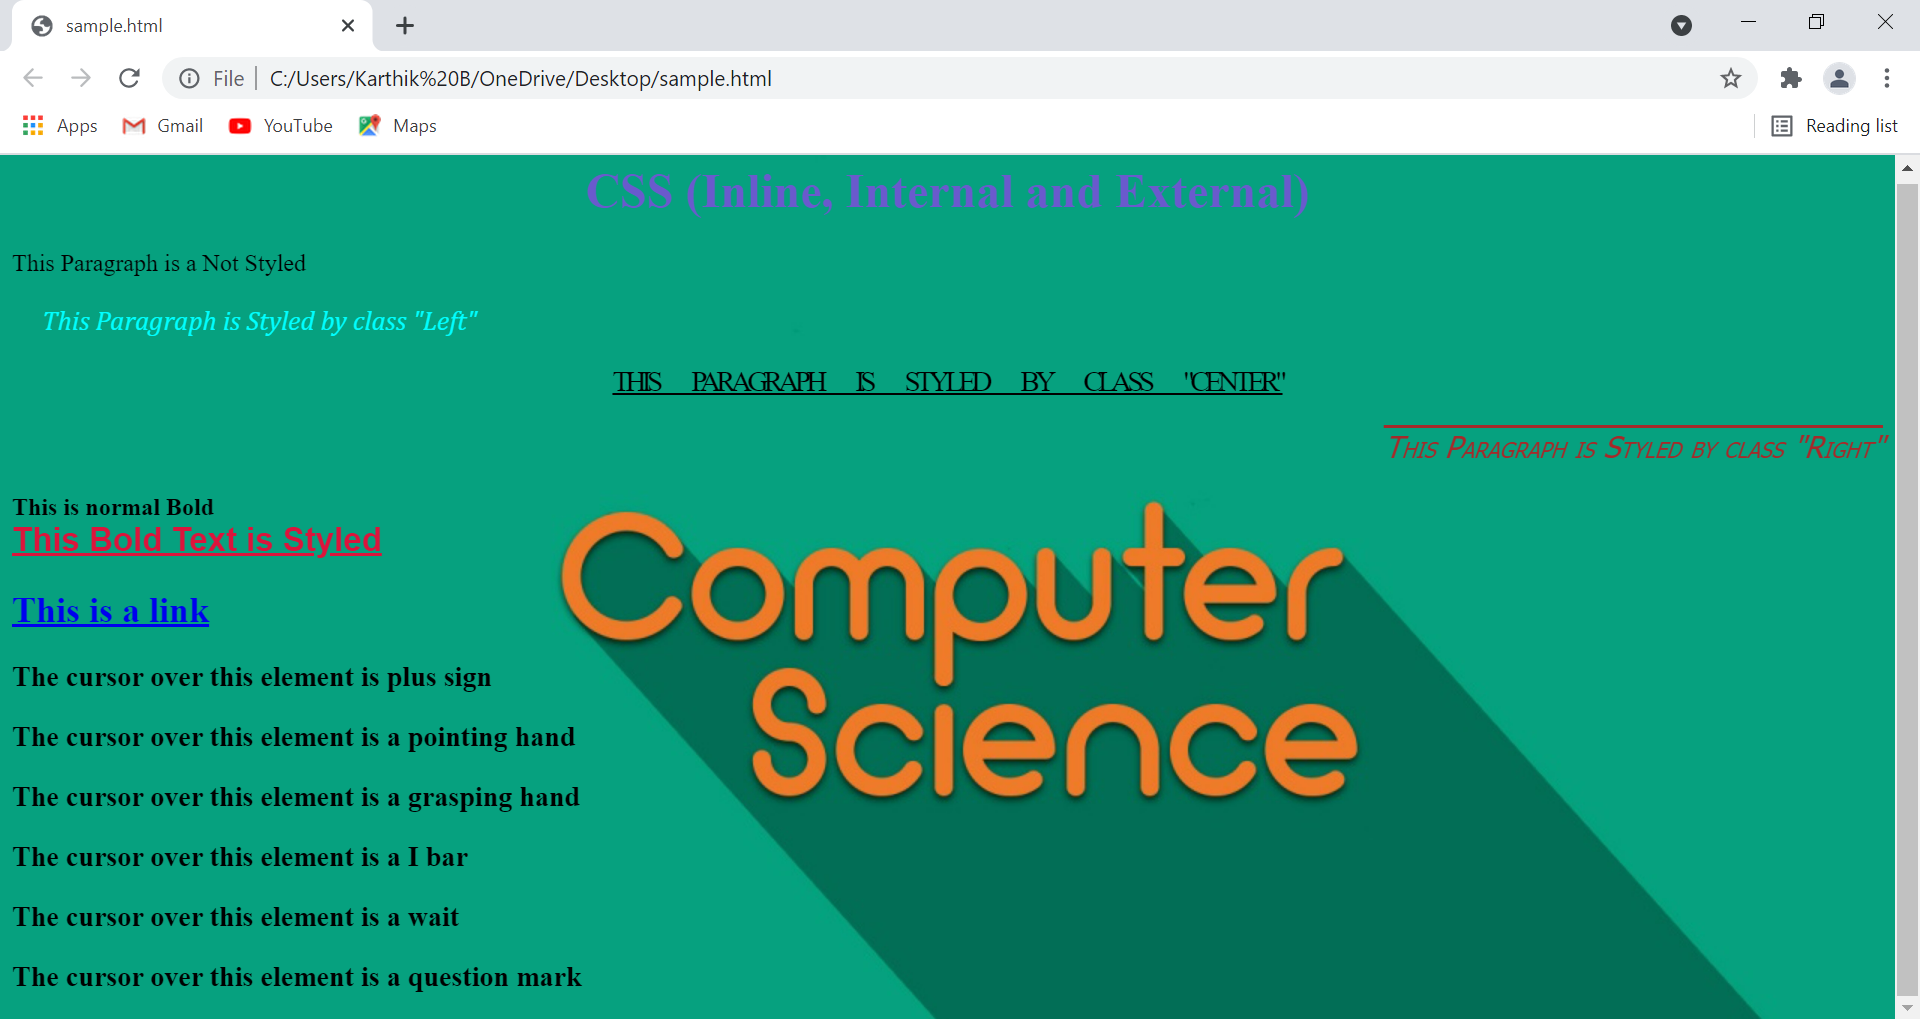 sample.html
File
C:/Users/Karthik%20B/OneDrive/Desktop/sample.html
Apps Gmail YouTube Maps Reading list
CSS (Inline, Internal and External)
This Paragraph is a Not Styled
This Paragraph is Styled by class "Left"
THIS PARAGRAPH IS STYLED BY CLASS "CENTER"
This Paragraph is Styled by class "Right"
This is normal Bold
This Bold Text is Styled
This is a link
Computer
Science
The cursor over this element is plus sign
The cursor over this element is a pointing hand
The cursor over this element is a grasping hand
The cursor over this element is a I bar
The cursor over this element is a wait
The cursor over this element is a question mark